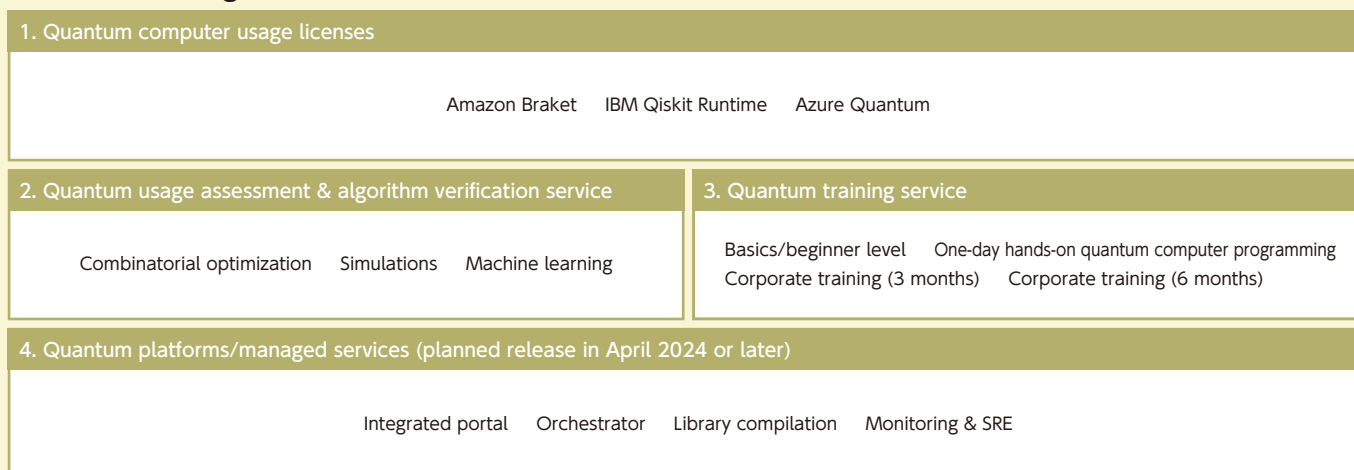 1. Quantum computer usage licenses
Amazon Braket IBM Qiskit Runtime Azure Quantum
2. Quantum usage assessment & algorithm verification service
Combinatorial optimization Simulations Machine learning
3. Quantum training service
Basics/beginner level One-day hands-on quantum computer programming
Corporate training (3 months) Corporate training (6 months)
4. Quantum platforms/managed services (planned release in April 2024 or later)
Integrated portal Orchestrator Library compilation Monitoring & SRE